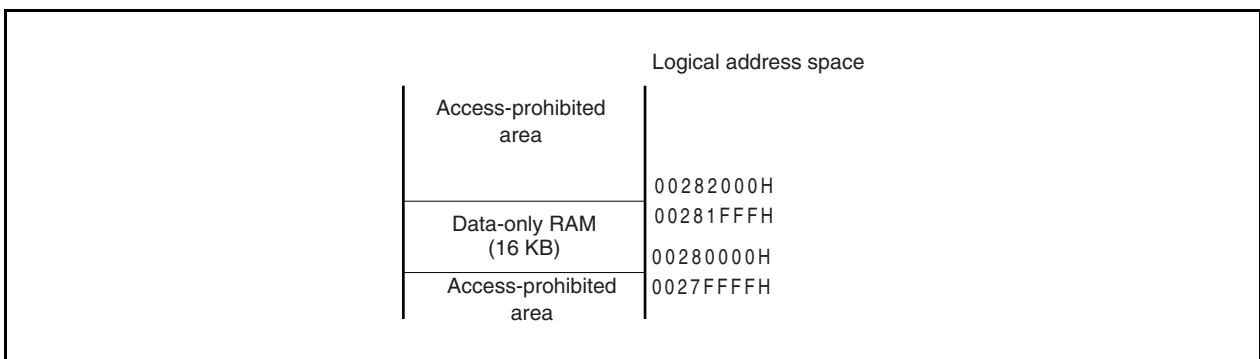 Logical address space
Access-prohibited
area
00282000H
00281FFFH
Data-only RAM
(16 KB)
00280000H
0027FFFFH
Access-prohibited
area